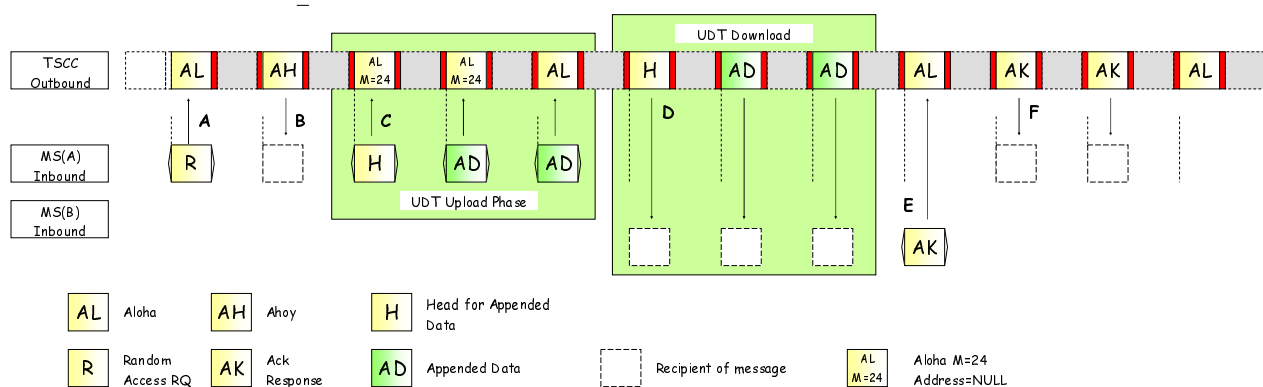 UDT Download
TSCC
Outbound
AL
AH
AL
M=24
AL
M=24
AL
H
AD
AD
AL
AK
AK
AL
A
B
C
D
F
MS(A)
Inbound
R
H
AD
AD
UDT Upload Phase
MS(B)
Inbound
E
AK
AL
Aloha
AH
Ahoy
H
Head for Appended
Data
R
Random
Access RQ
AK
Ack
Response
AD
Appended Data
Recipient of message
AL
M=24
Aloha M=24
Address=NULL